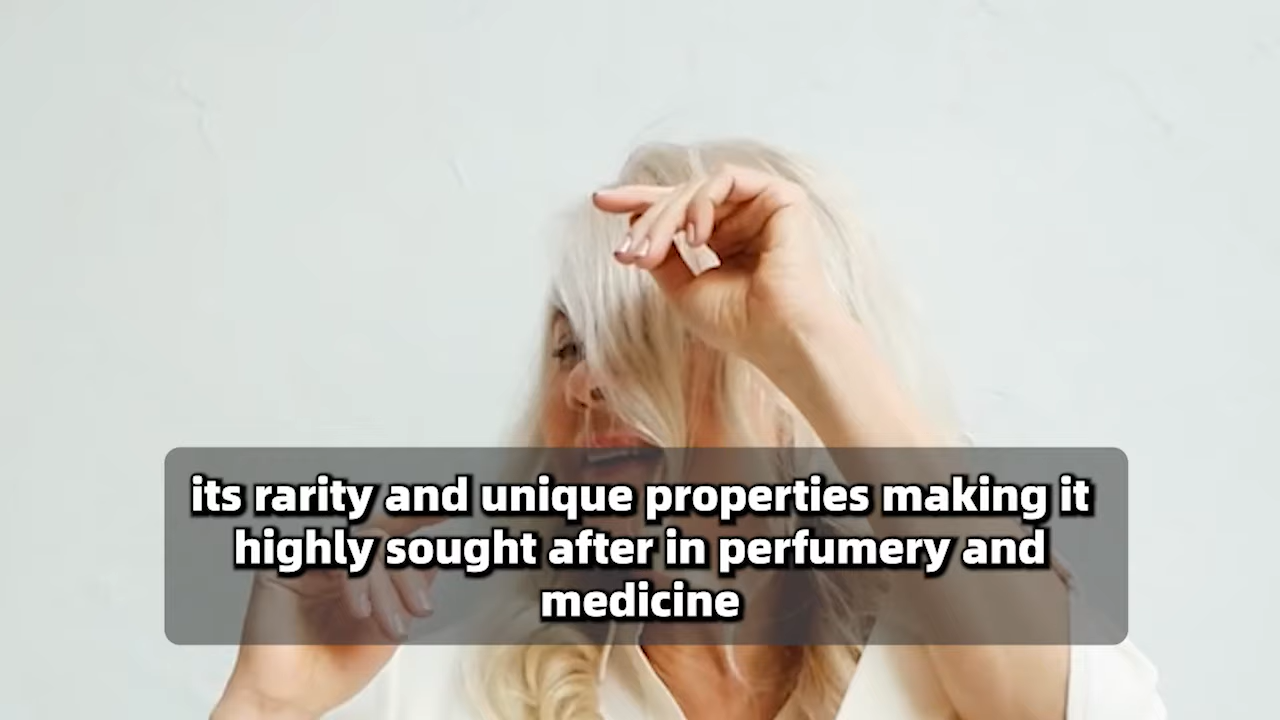 its rarity and unique properties making it
highly sought after in perfumery and
medicine